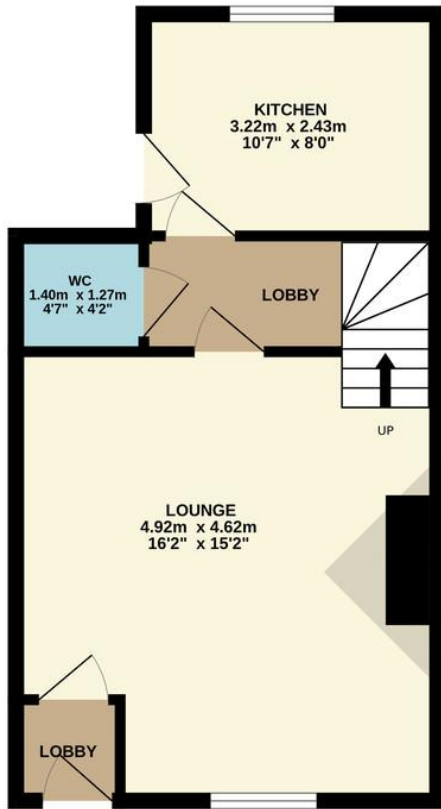 KITCHEN
3.22m x 2.43m
10'7" x 8'0"
WC
1.40m x 1.27m
4'7" x 4'2"
LOBBY
UP
LOUNGE
4.92m x 4.62m
16'2" x 15'2"
LOBBY